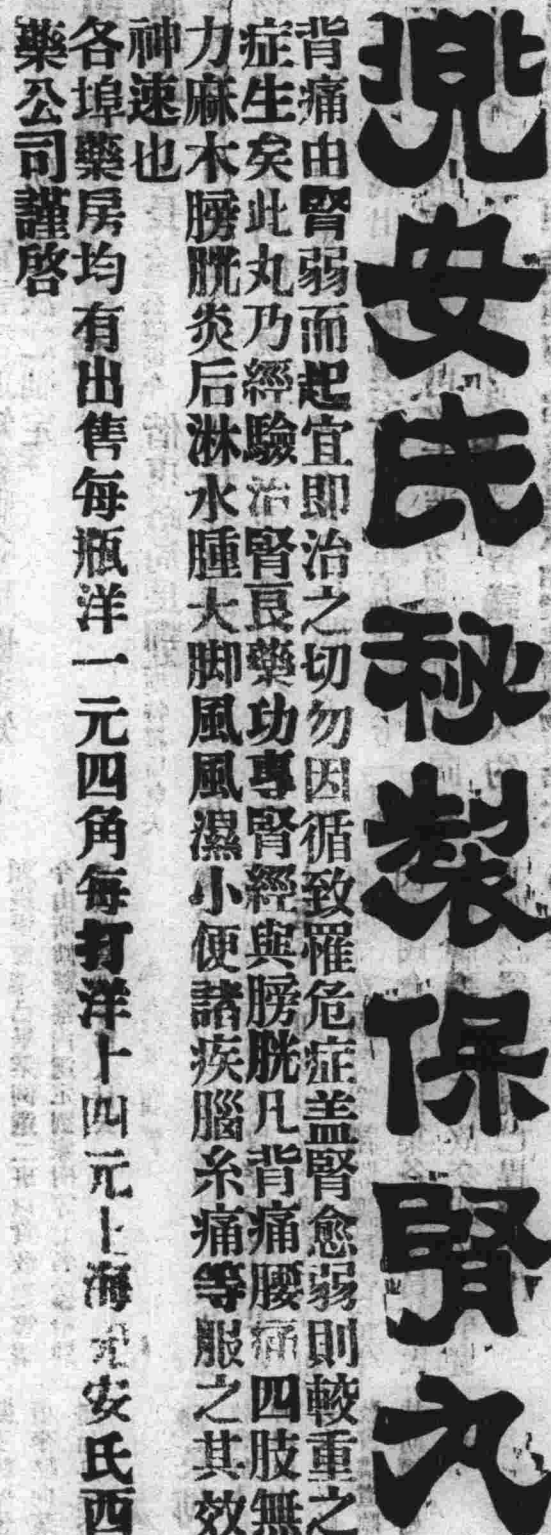 兜安氏秘製保腎丸
背痛由腎弱而起宜即治之切勿因循致罹危症盖腎愈弱則較重之
症生矣此丸乃經驗治腎良藥功專腎經與膀胱凡背痛腰痛四肢無
力麻木膀胱炎后淋水腫大脚風風濕小便諸疾腦糸痛等服之其效
神速也
各埠藥房均有出售每瓶洋一元四角每打洋十四元上海兜安氏西
藥公司謹啓